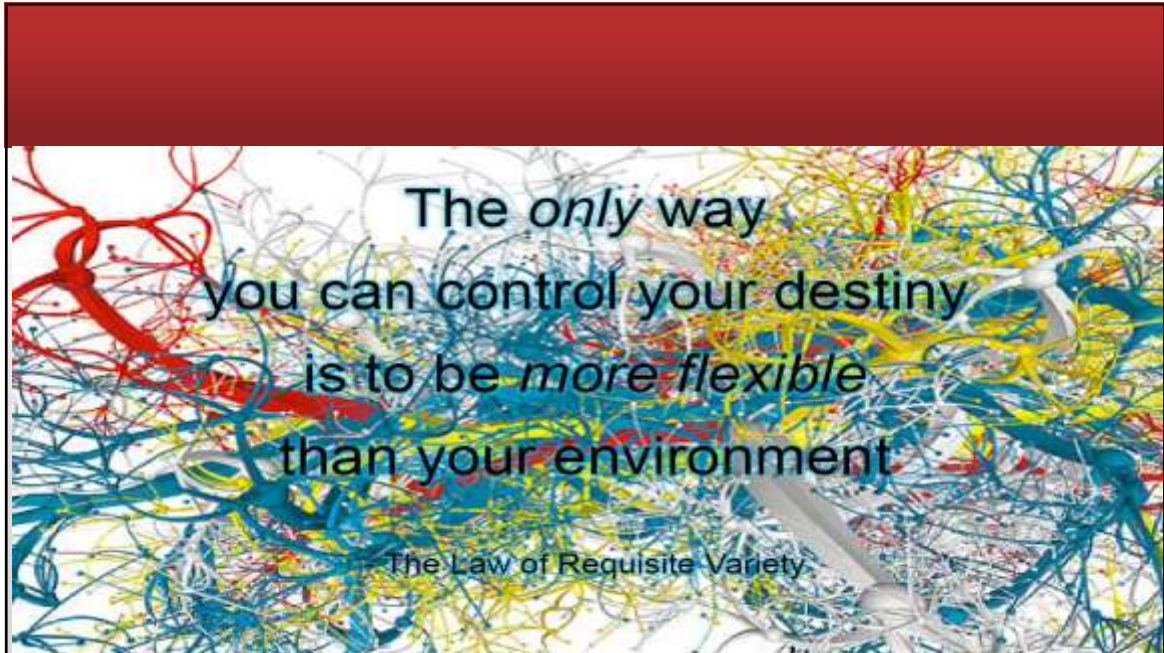 The only way
you can control your destiny
is to be more flexible
than your environment
- The Law of Requisite Variety